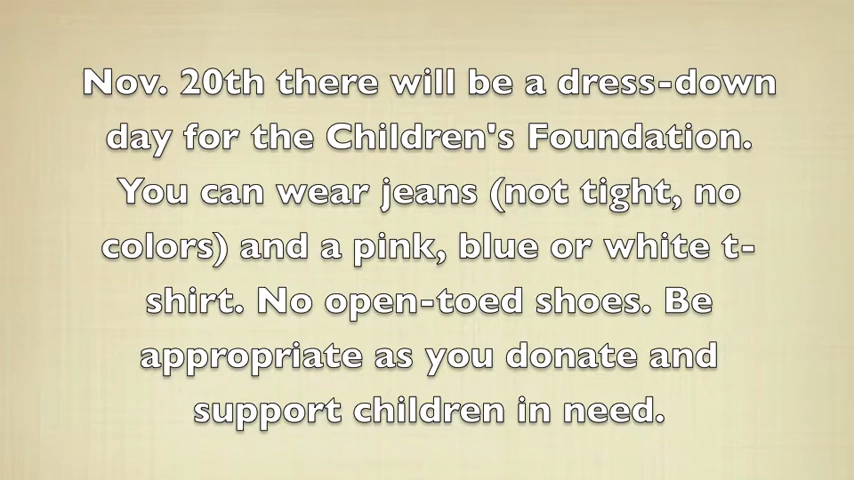 Nov. 20th there will be a dress-down
day for the Children's Foundation.
You can wear jeans (not tight, no
colors) and a pink, blue or white t-
shirt. No open-toed shoes. Be
appropriate as you donate and
support children in need.